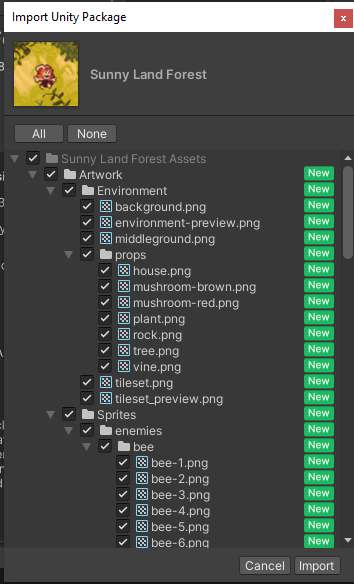 Import Unity Package
x
Sunny Land Forest
All None
Sunny Land Forest Assets
Artwork New
Environment New
background.png New
environment-preview.png New
middleground.png New
props New
house.png New
mushroom-brown.png New
mushroom-red.png New
plant.png New
rock.png New
tree.png New
vine.png New
tileset.png New
tileset_preview.png New
Sprites New
enemies New
bee New
bee-1.png New
bee-2.png New
bee-3.png New
bee-4.png New
bee-5.png New
bee-6.png New
Cancel Import